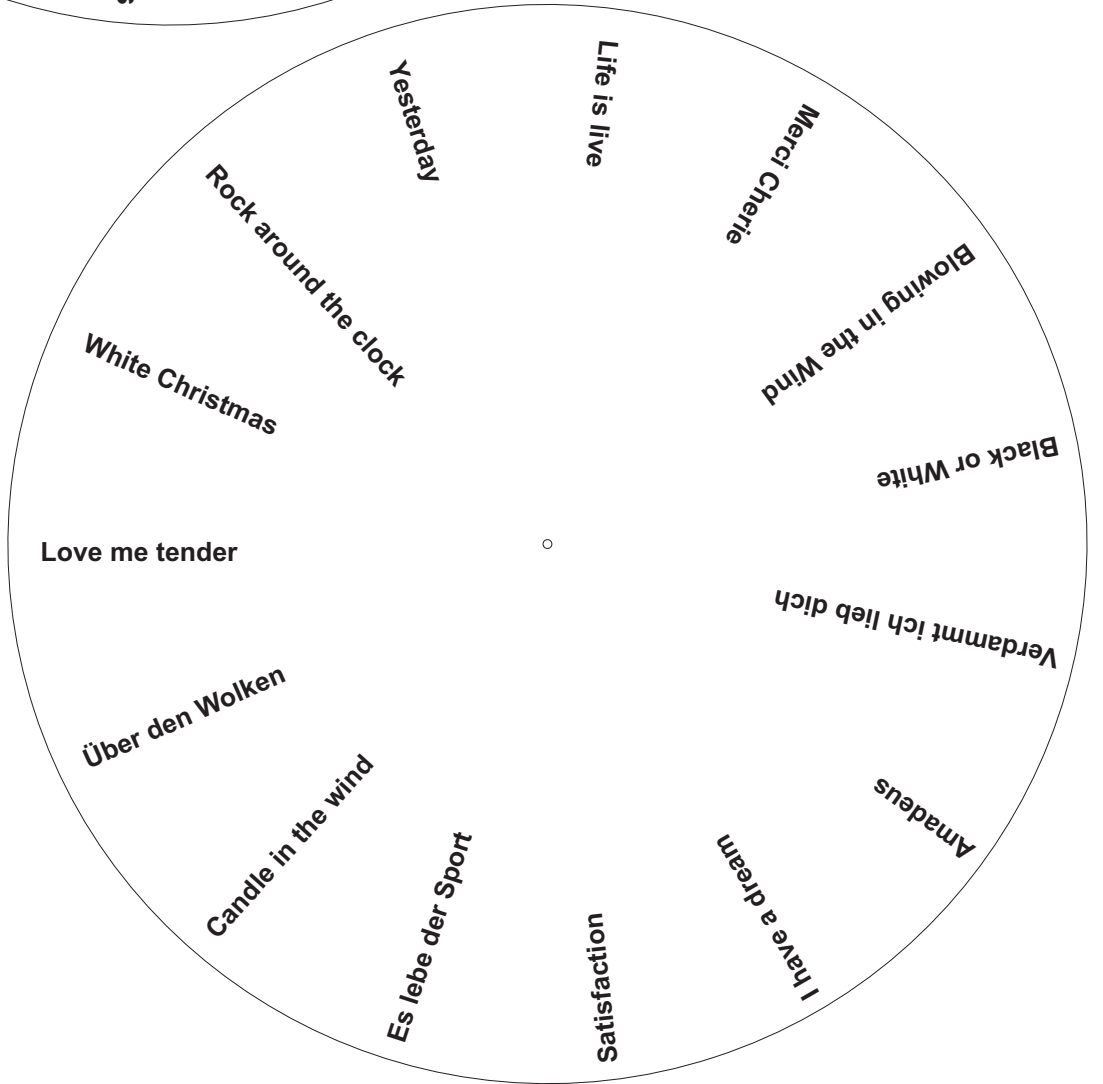 Life is live
Merci Cherie
Blowing in the Wind
Black or White
Verdammt ich lieb dich
Amadeus
I have a dream
Satisfaction
Es lebe der Sport
Candle in the wind
Über den Wolken
Love me tender
White Christmas
Rock around the clock
Yesterday